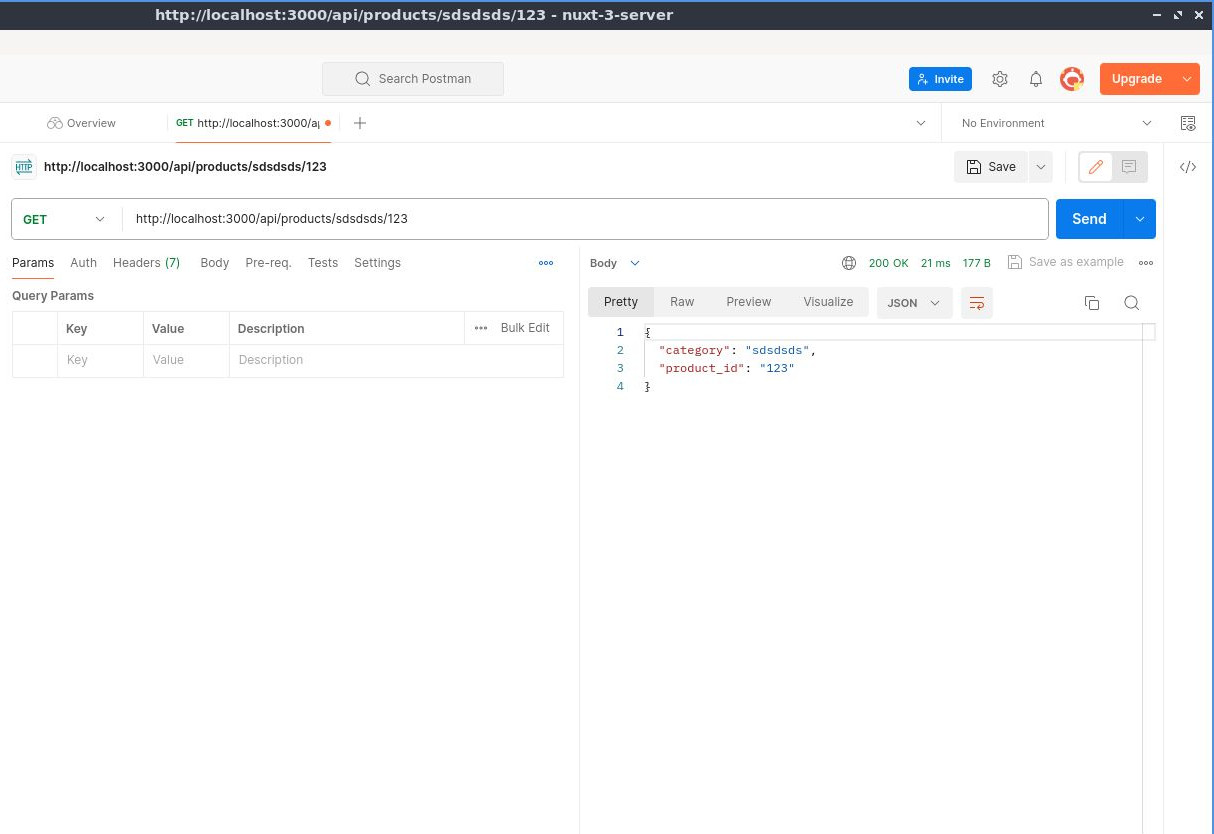 http://localhost:3000/api/products/sdsdsds/123 - nuxt-3-server
Search Postman
Invite
Upgrade
Overview
GET http://localhost:3000/a
No Environment
HTTP
http://localhost:3000/api/products/sdsdsds/123
Save
</>
GET
http://localhost:3000/api/products/sdsdsds/123
Send
Params Auth Headers (7) Body Pre-req. Tests Settings
Query Params
Key Value Description Bulk Edit
Key Value Description
Body 200 OK 21 ms 177 B Save as example
Pretty Raw Preview Visualize JSON
1 {
2 "category": "sdsdsds",
3 "product_id": "123"
4 }